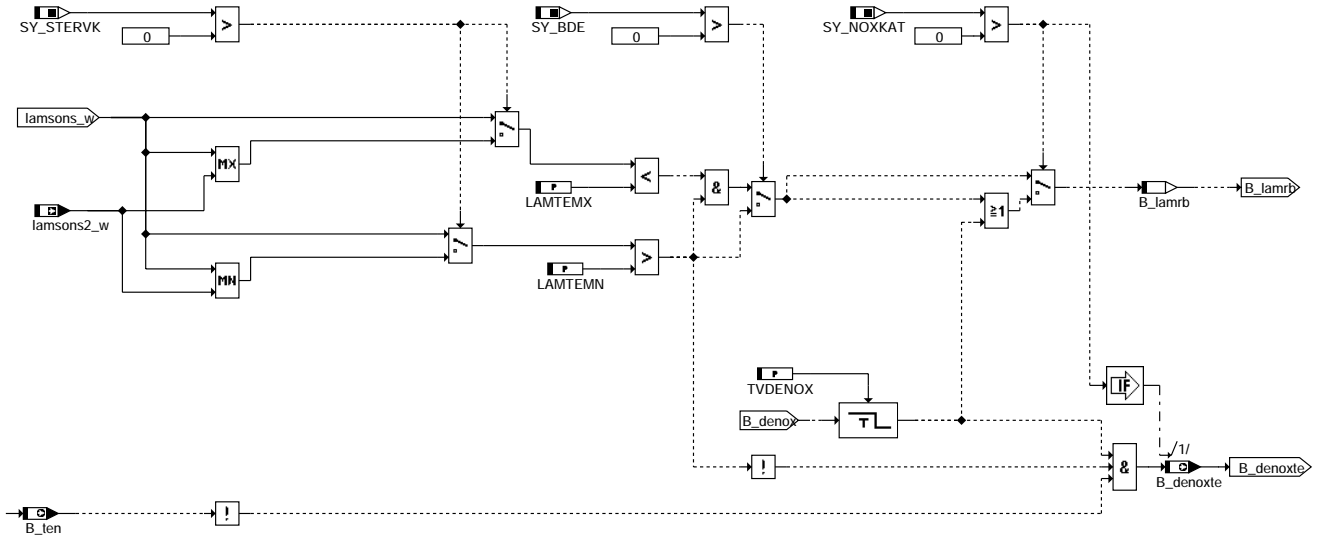 SY_STERVK
0
>
SY_BDE
0
>
SY_NOXKAT
0
>
lamsons_w
MX
lamsons2_w
MN
LAMTEMX
<
&
LAMTEMN
>
≥1
B_lamrb
B_lamrb
P
P
P
TVDENOX
B_denox
T
IF
/1/
!
&
B_denoxte
B_denoxte
B_ten
!